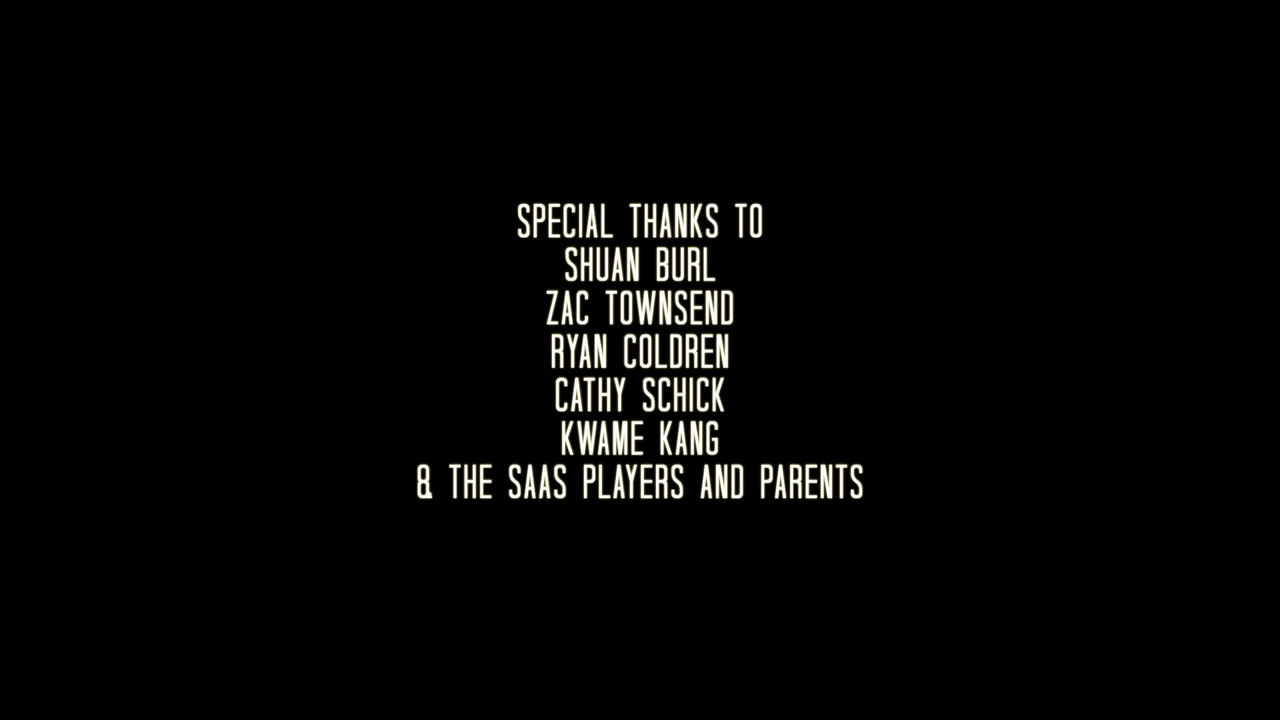 SPECIAL THANKS TO
SHUAN BURL
ZAC TOWNSEND
RYAN COLDREN
CATHY SCHICK
KWAME KANG
& THE SAAS PLAYERS AND PARENTS